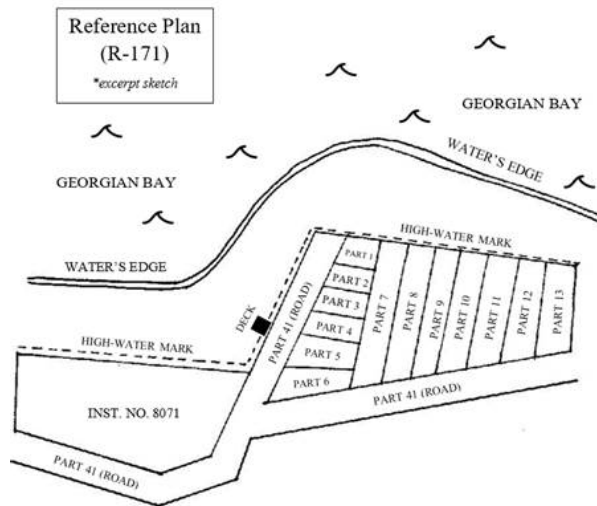 Reference Plan
(R-171)
*excerpt sketch
GEORGIAN BAY
GEORGIAN BAY
WATER'S EDGE
WATER'S EDGE
HIGH-WATER MARK
DECK
HIGH-WATER MARK
PART 41 (ROAD)
PART 1
PART 2
PART 3
PART 4
PART 5
PART 6
PART 7
PART 8
PART 9
PART 10
PART 11
PART 12
PART 13
INST. NO. 8071
PART 41 (ROAD)
PART 41 (ROAD)